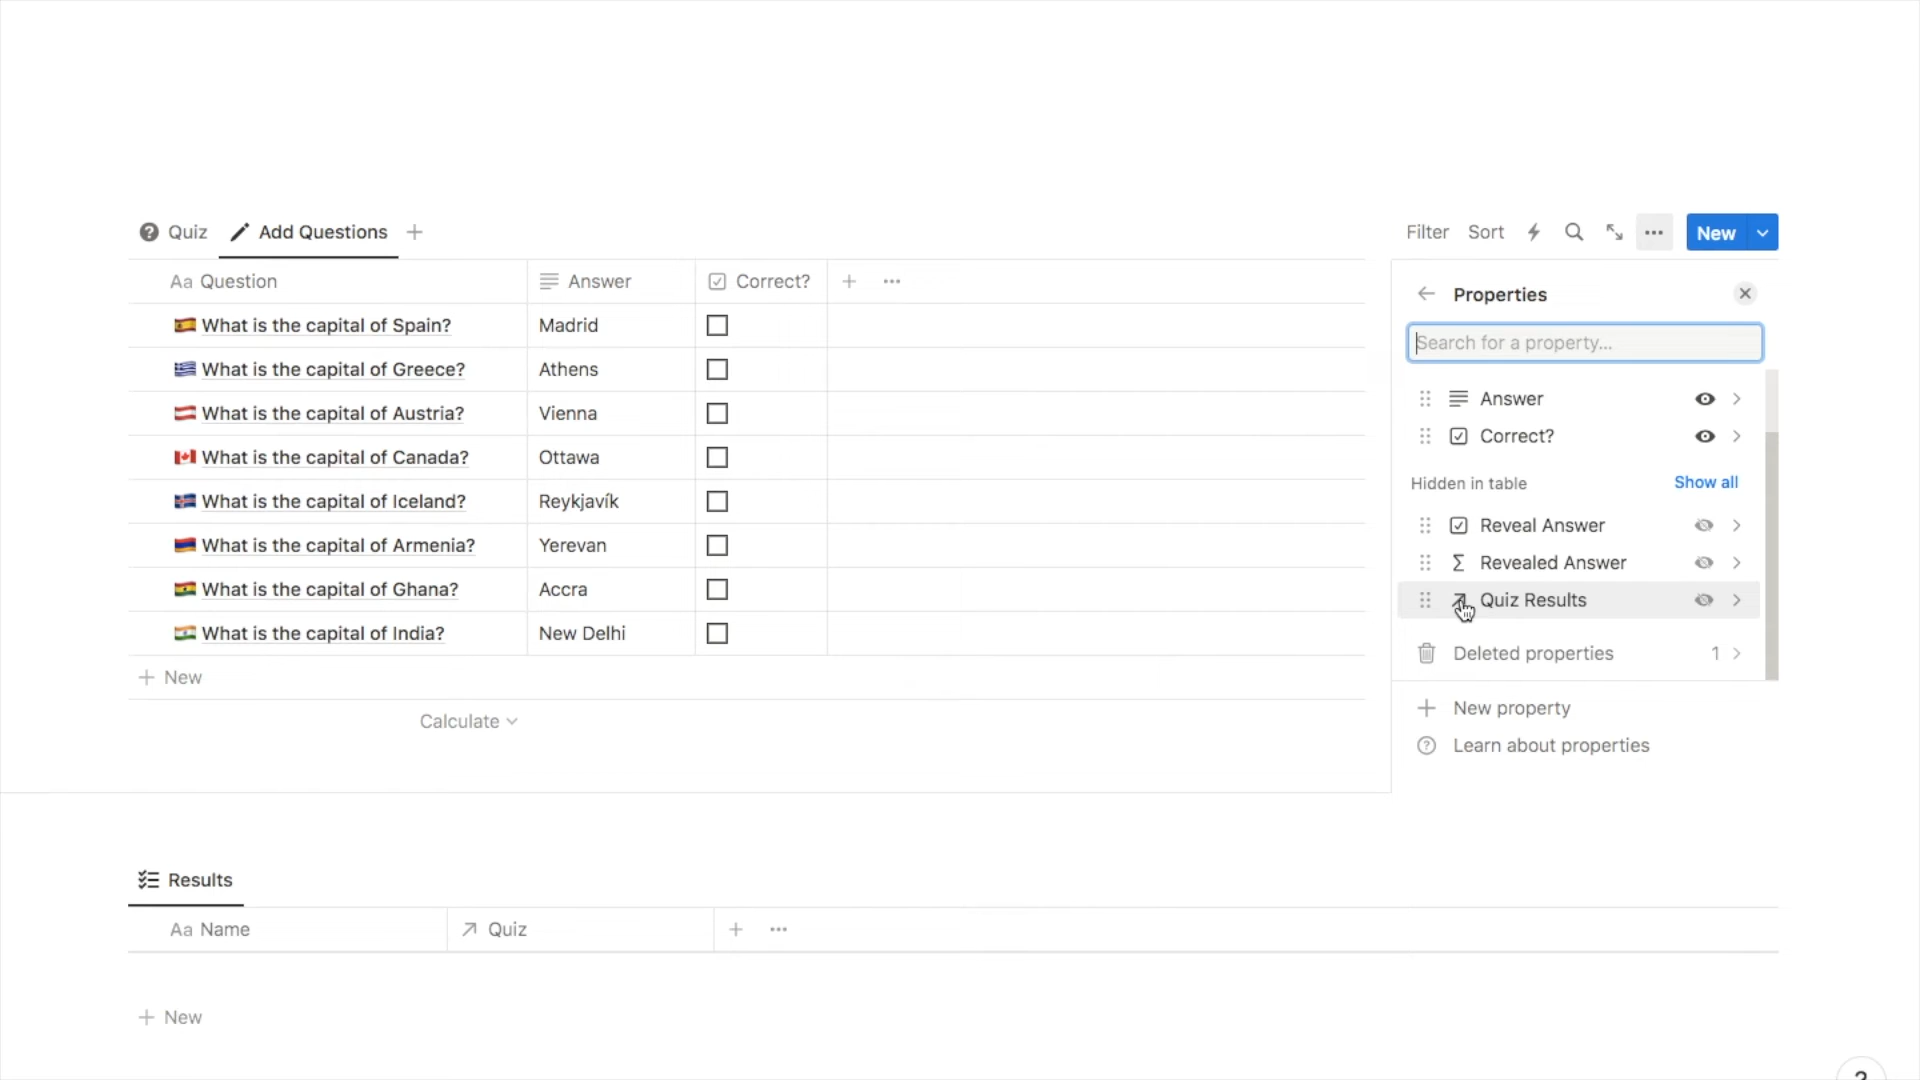 Quiz Add Questions
Filter Sort New
Aa Question Answer Correct?
What is the capital of Spain? Madrid
What is the capital of Greece? Athens
What is the capital of Austria? Vienna
What is the capital of Canada? Ottawa
What is the capital of Iceland? Reykjavík
What is the capital of Armenia? Yerevan
What is the capital of Ghana? Accra
What is the capital of India? New Delhi
+ New
Calculate
Properties
Search for a property...
Answer
Correct?
Hidden in table Show all
Reveal Answer
Σ Revealed Answer
Quiz Results
Deleted properties 1
+ New property
? Learn about properties
Results
Aa Name Quiz
+ New
?